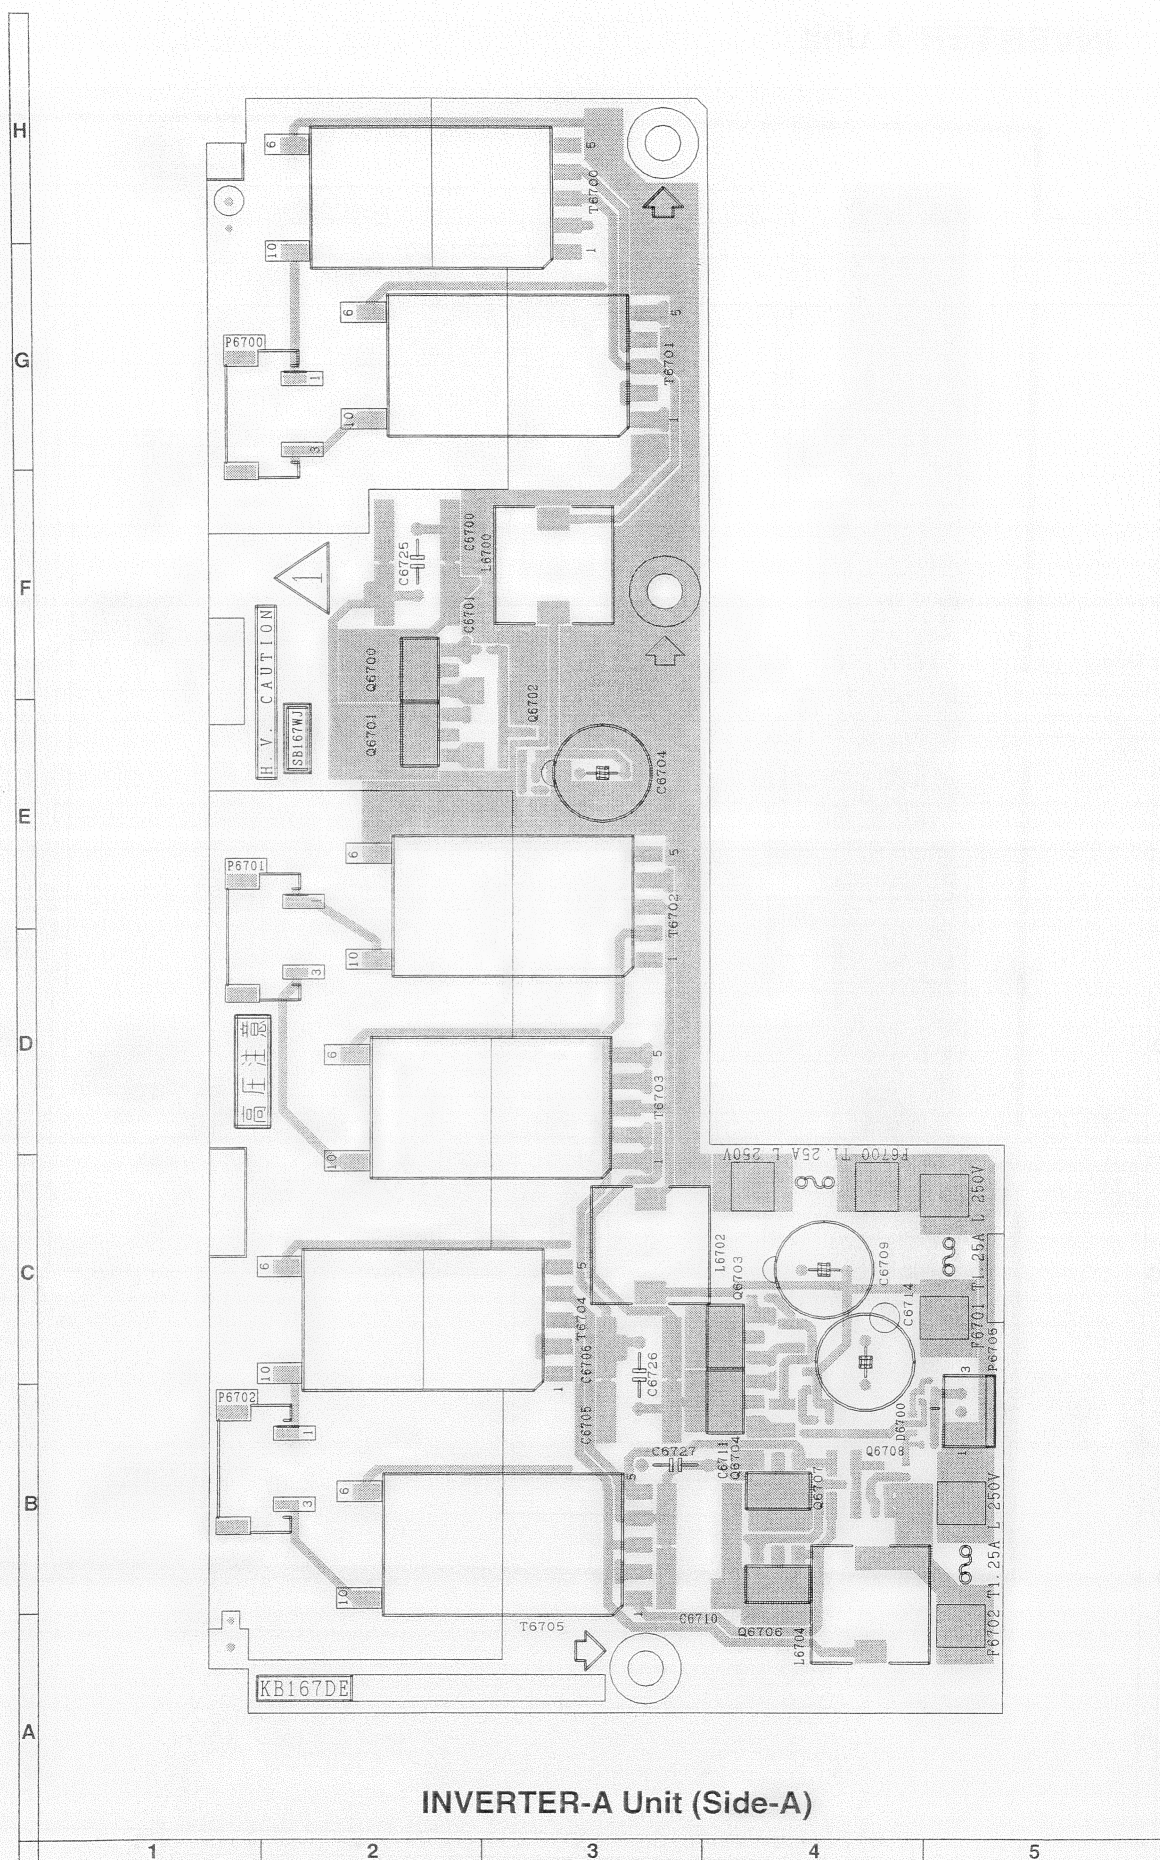 H
6
6
T6700
10
1
6
5
P6700
G
1
T6701
10
1
3
C6700
L6700
C6725
1
F
C6701
H.V. CAUTION
Q6700
Q6702
Q6701
SB167WJ
C6704
E
6
5
P6701
1
T6702
10
1
3
高圧注意
D
6
5
T6703
10
1
F6700 T1.25A L 250V
F6701 T1.25A L 250V
L6702
Q6703
C6709
C
6
5
C6714
T6704
C6706
C6726
P6705
10
1
3
P6702
C6705
D6700
1
C6711
Q6704
Q6708
1
C6727
5
6
Q6707
B
3
F6702 T1.25A L 250V
10
1
C6710
T6705
Q6706
L6704
KB167DE
A
INVERTER-A Unit (Side-A)
1 2 3 4 5